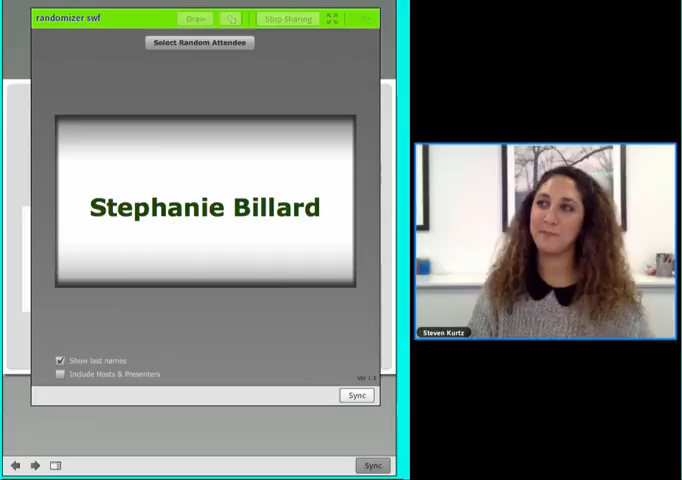 randomizer swf
Draw
Stop Sharing
Select Random Attendee
Stephanie Billard
Show last names
Include Hosts & Presenters
Ver 1.5
Sync
Sync
Steven Kurtz